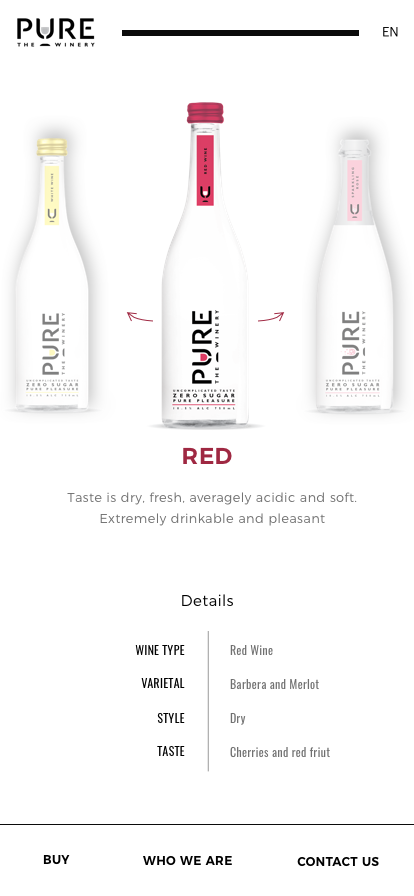 PURE
THE WINERY
EN
WHITE WINE
RED WINE
SPARKLING ROSÉ
PURE
THE WINERY
UNCOMPLICATED TASTE
ZERO SUGAR
PURE PLEASURE
PURE
THE WINERY
UNCOMPLICATED TASTE
ZERO SUGAR
PURE PLEASURE
PURE
THE WINERY
UNCOMPLICATED TASTE
ZERO SUGAR
PURE PLEASURE
RED
Taste is dry, fresh, averagely acidic and soft.
Extremely drinkable and pleasant
Details
WINE TYPE Red Wine
VARIETAL Barbera and Merlot
STYLE Dry
TASTE Cherries and red friut
BUY WHO WE ARE CONTACT US